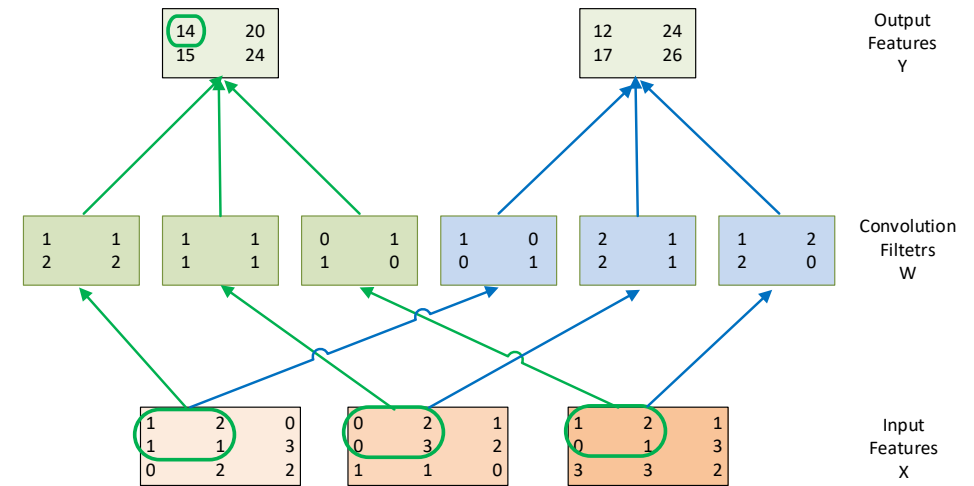 14 20
15 24
12 24
17 26
Output
Features
Y
1 1
2 2
1 1
1 1
0 1
1 0
1 0
0 1
2 1
2 1
1 2
2 0
Convolution
Filtetrs
W
1 2 0
1 1 3
0 2 2
0 2 1
0 3 2
1 1 0
1 2 1
0 1 3
3 3 2
Input
Features
X